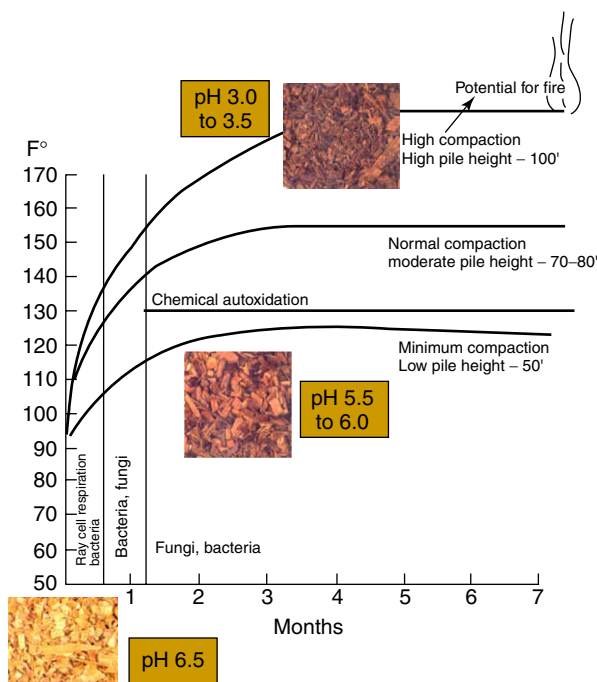 Potential for fire
pH 3.0
to 3.5
High compaction
High pile height – 100'
F°
170
160
150
140
130
120
110
100
90
80
70
60
50
Normal compaction
moderate pile height – 70–80'
Chemical autoxidation
Minimum compaction
Low pile height – 50'
pH 5.5
to 6.0
Ray cell respiration
bacteria
Bacteria, fungi
Fungi, bacteria
1 2 3 4 5 6 7
Months
pH 6.5